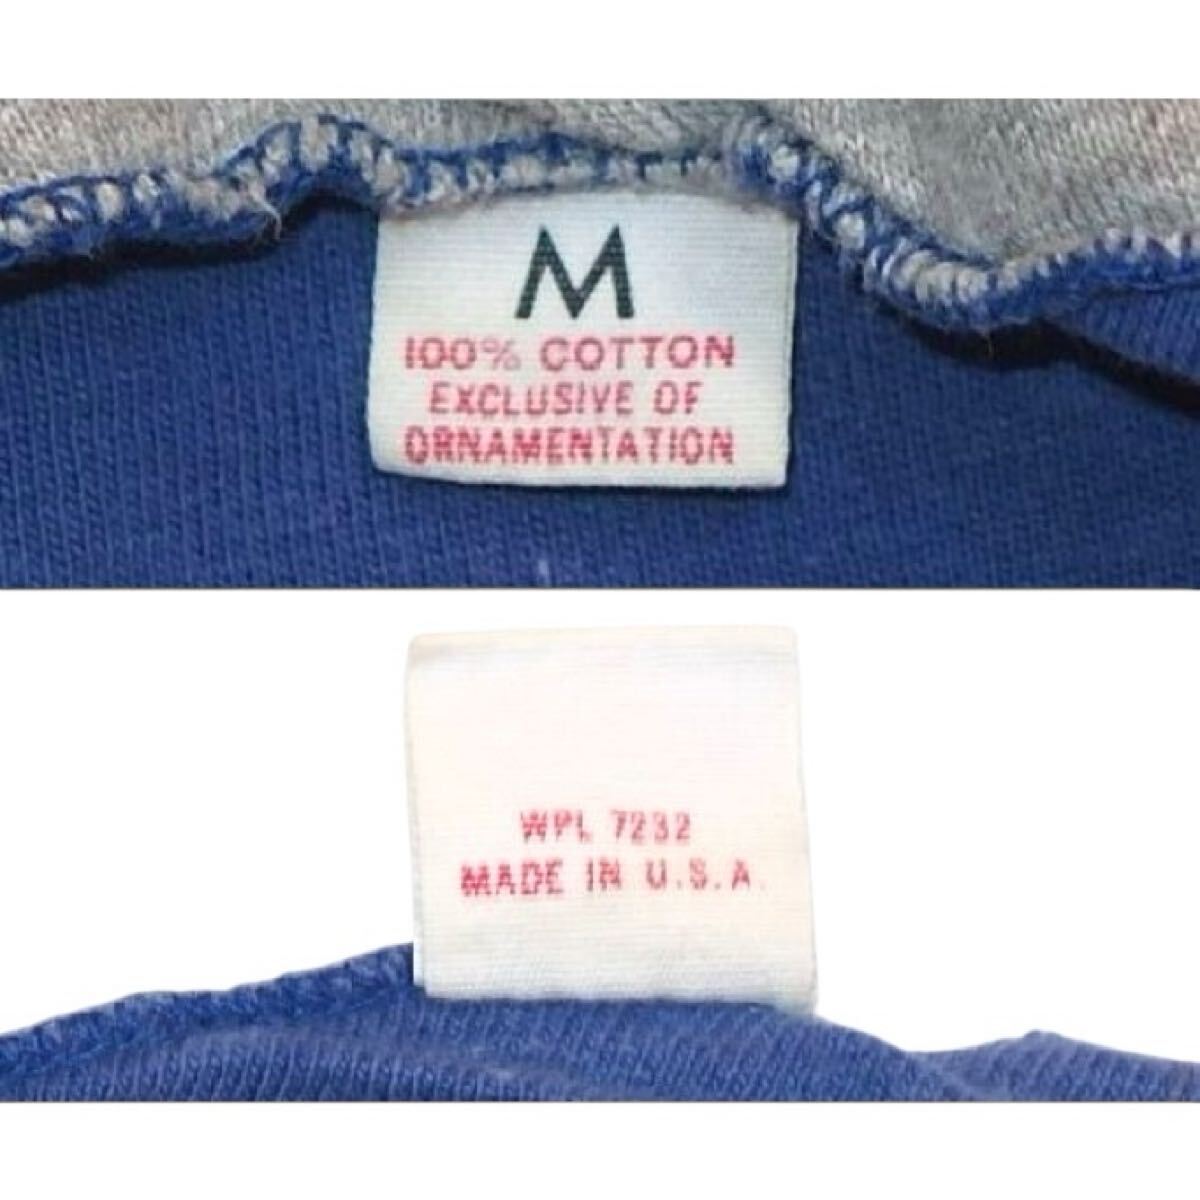 M
100% COTTON
EXCLUSIVE OF
ORNAMENTATION
WPL 7232
MADE IN U.S.A.